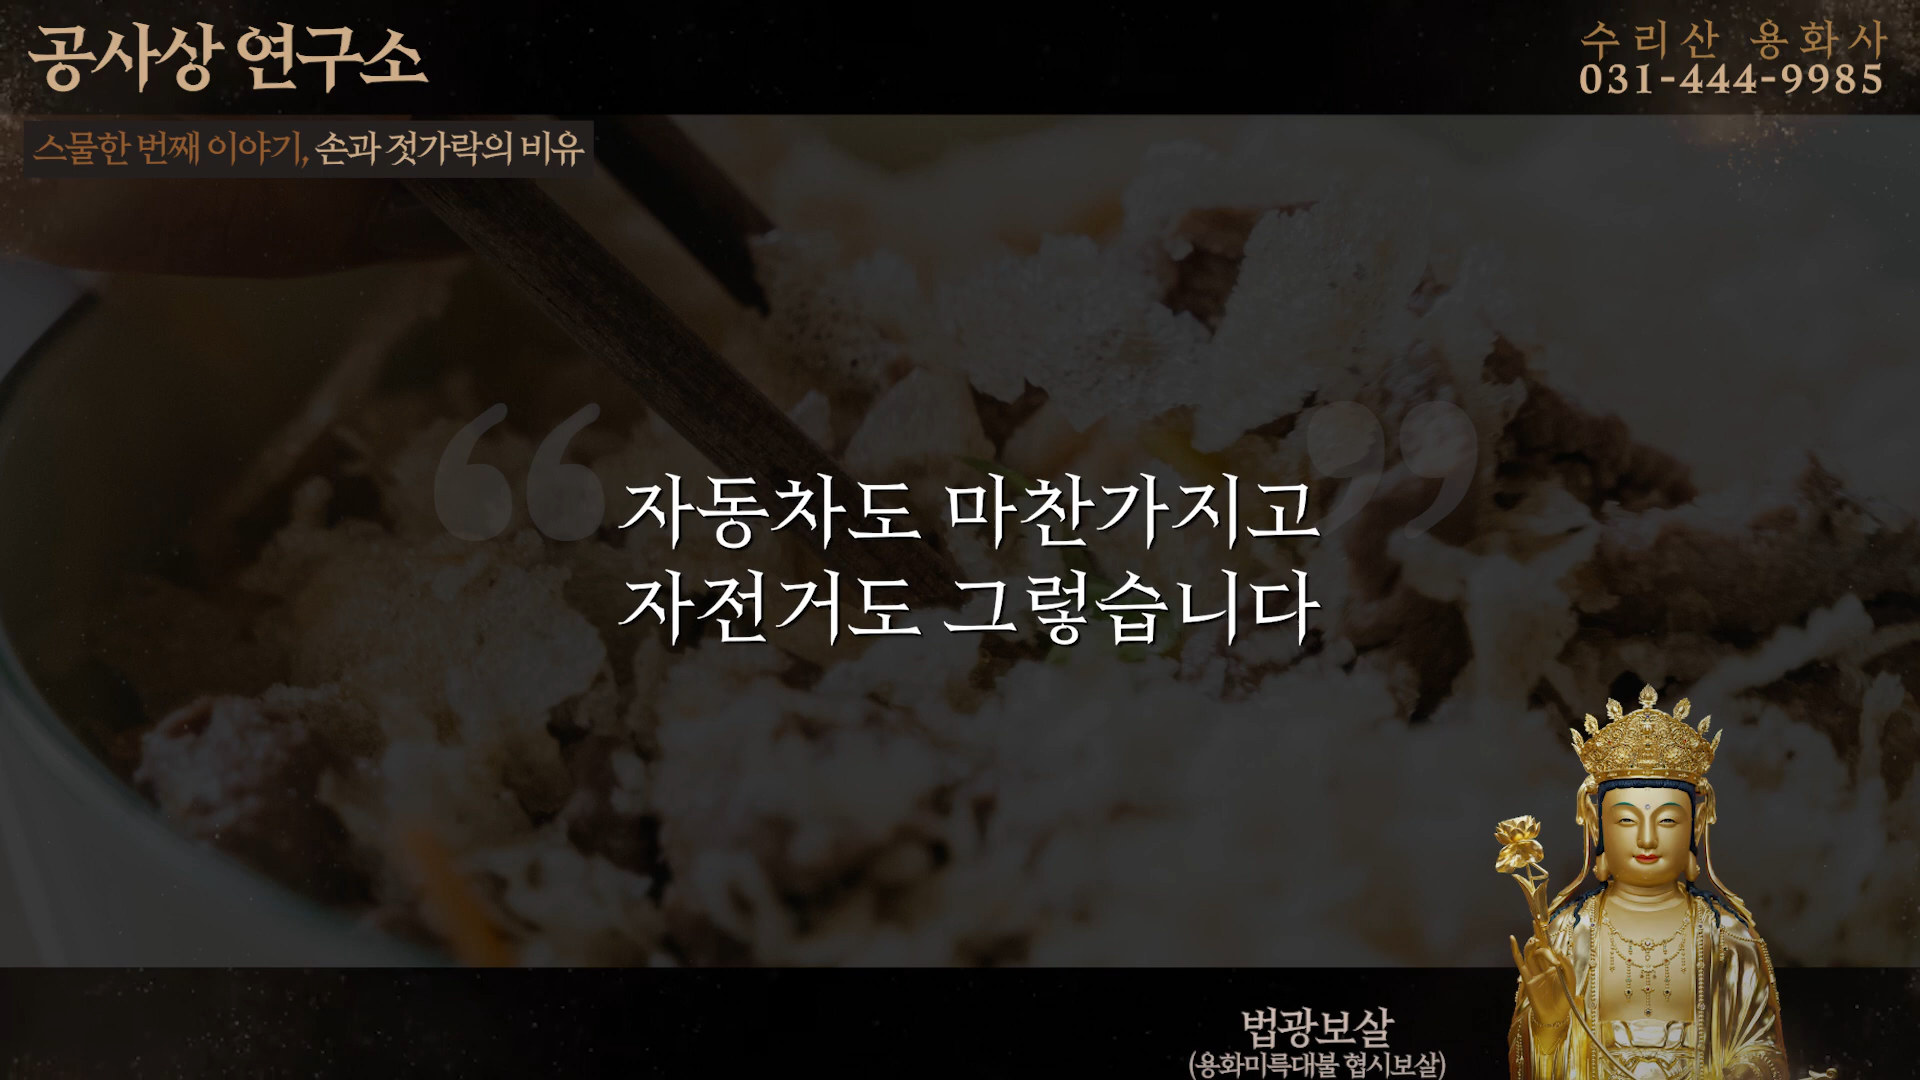 공사상 연구소
수리산 용화사
031-444-9985
스물한 번째 이야기, 손과 젓가락의 비유
“ ”
자동차도 마찬가지고
자전거도 그렇습니다
법광보살
(용화미륵대불 협시보살)